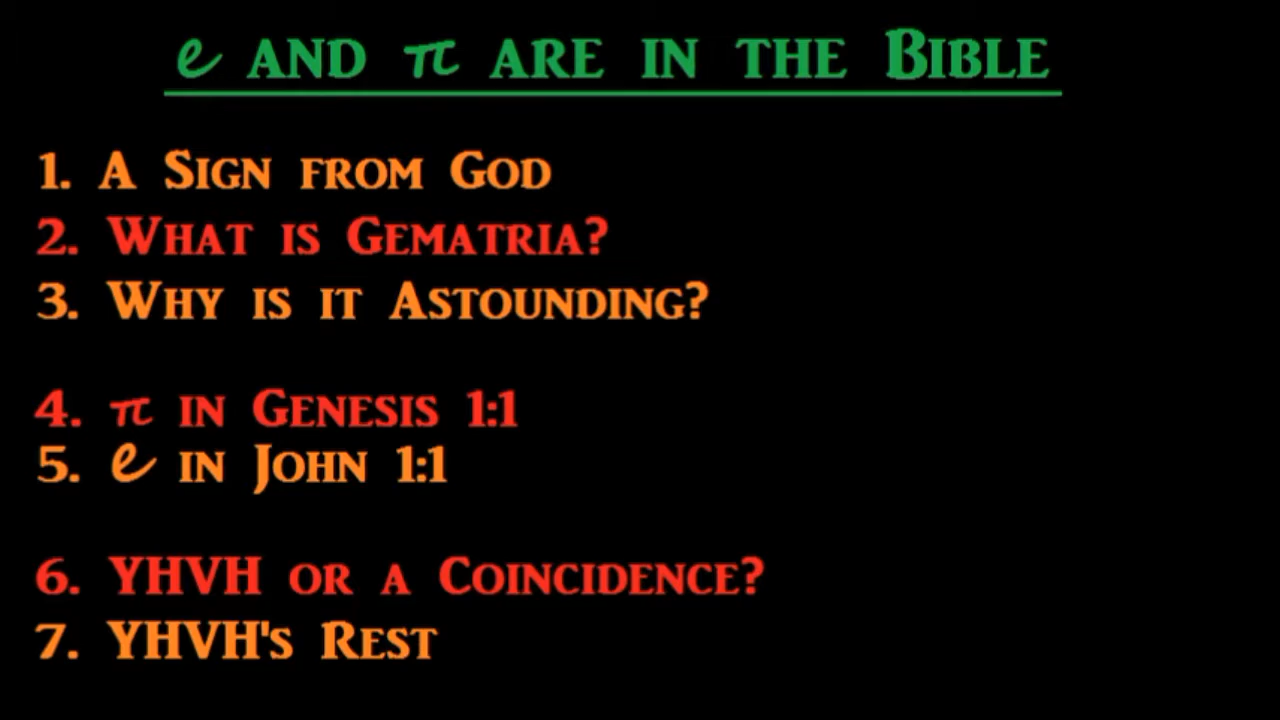 e and π are in the Bible
1. A Sign from God
2. What is Gematria?
3. Why is it Astounding?
4. π in Genesis 1:1
5. e in John 1:1
6. YHVH or a Coincidence?
7. YHVH's Rest